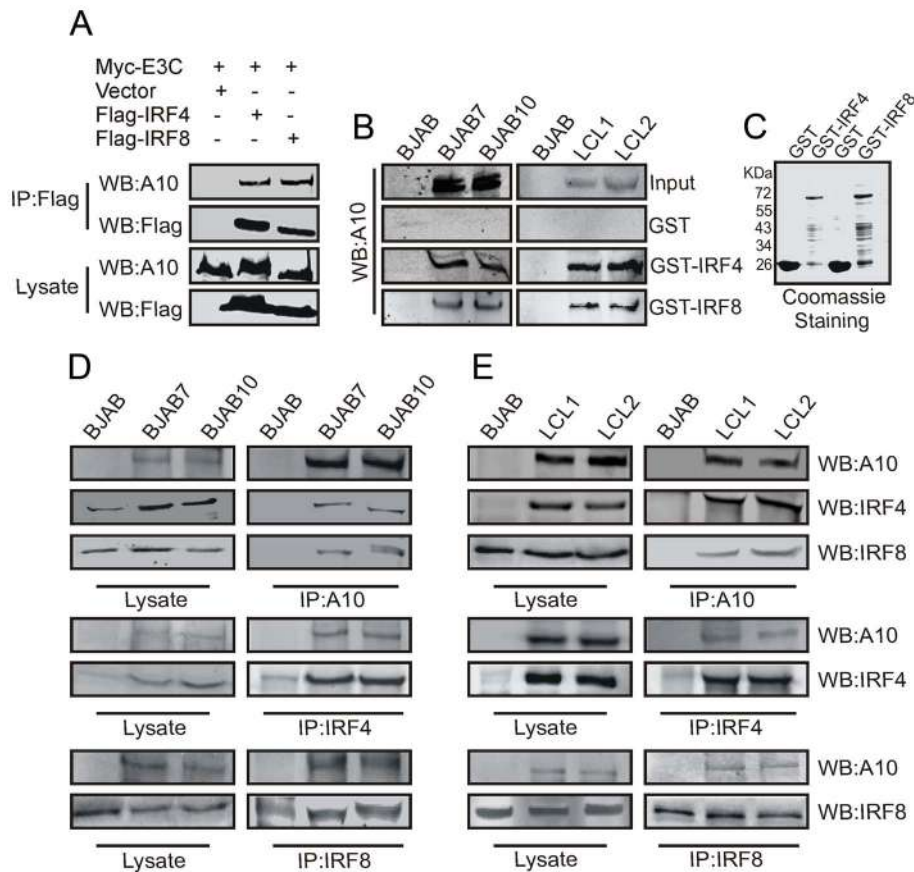 A
Myc-E3C + + +
Vector + - -
Flag-IRF4 - + -
Flag-IRF8 - - +
IP:Flag
WB:A10
WB:Flag
Lysate
WB:A10
WB:Flag
B
BJAB BJAB7 BJAB10 BJAB LCL1 LCL2
WB:A10
Input
GST
GST-IRF4
GST-IRF8
C
GST GST-IRF4 GST GST-IRF8
KDa
72
55
43
34
26
Coomassie
Staining
D
BJAB BJAB7 BJAB10 BJAB BJAB7 BJAB10
Lysate IP:A10
Lysate IP:IRF4
Lysate IP:IRF8
E
BJAB LCL1 LCL2 BJAB LCL1 LCL2
WB:A10
WB:IRF4
WB:IRF8
Lysate IP:A10
WB:A10
WB:IRF4
Lysate IP:IRF4
WB:A10
WB:IRF8
Lysate IP:IRF8